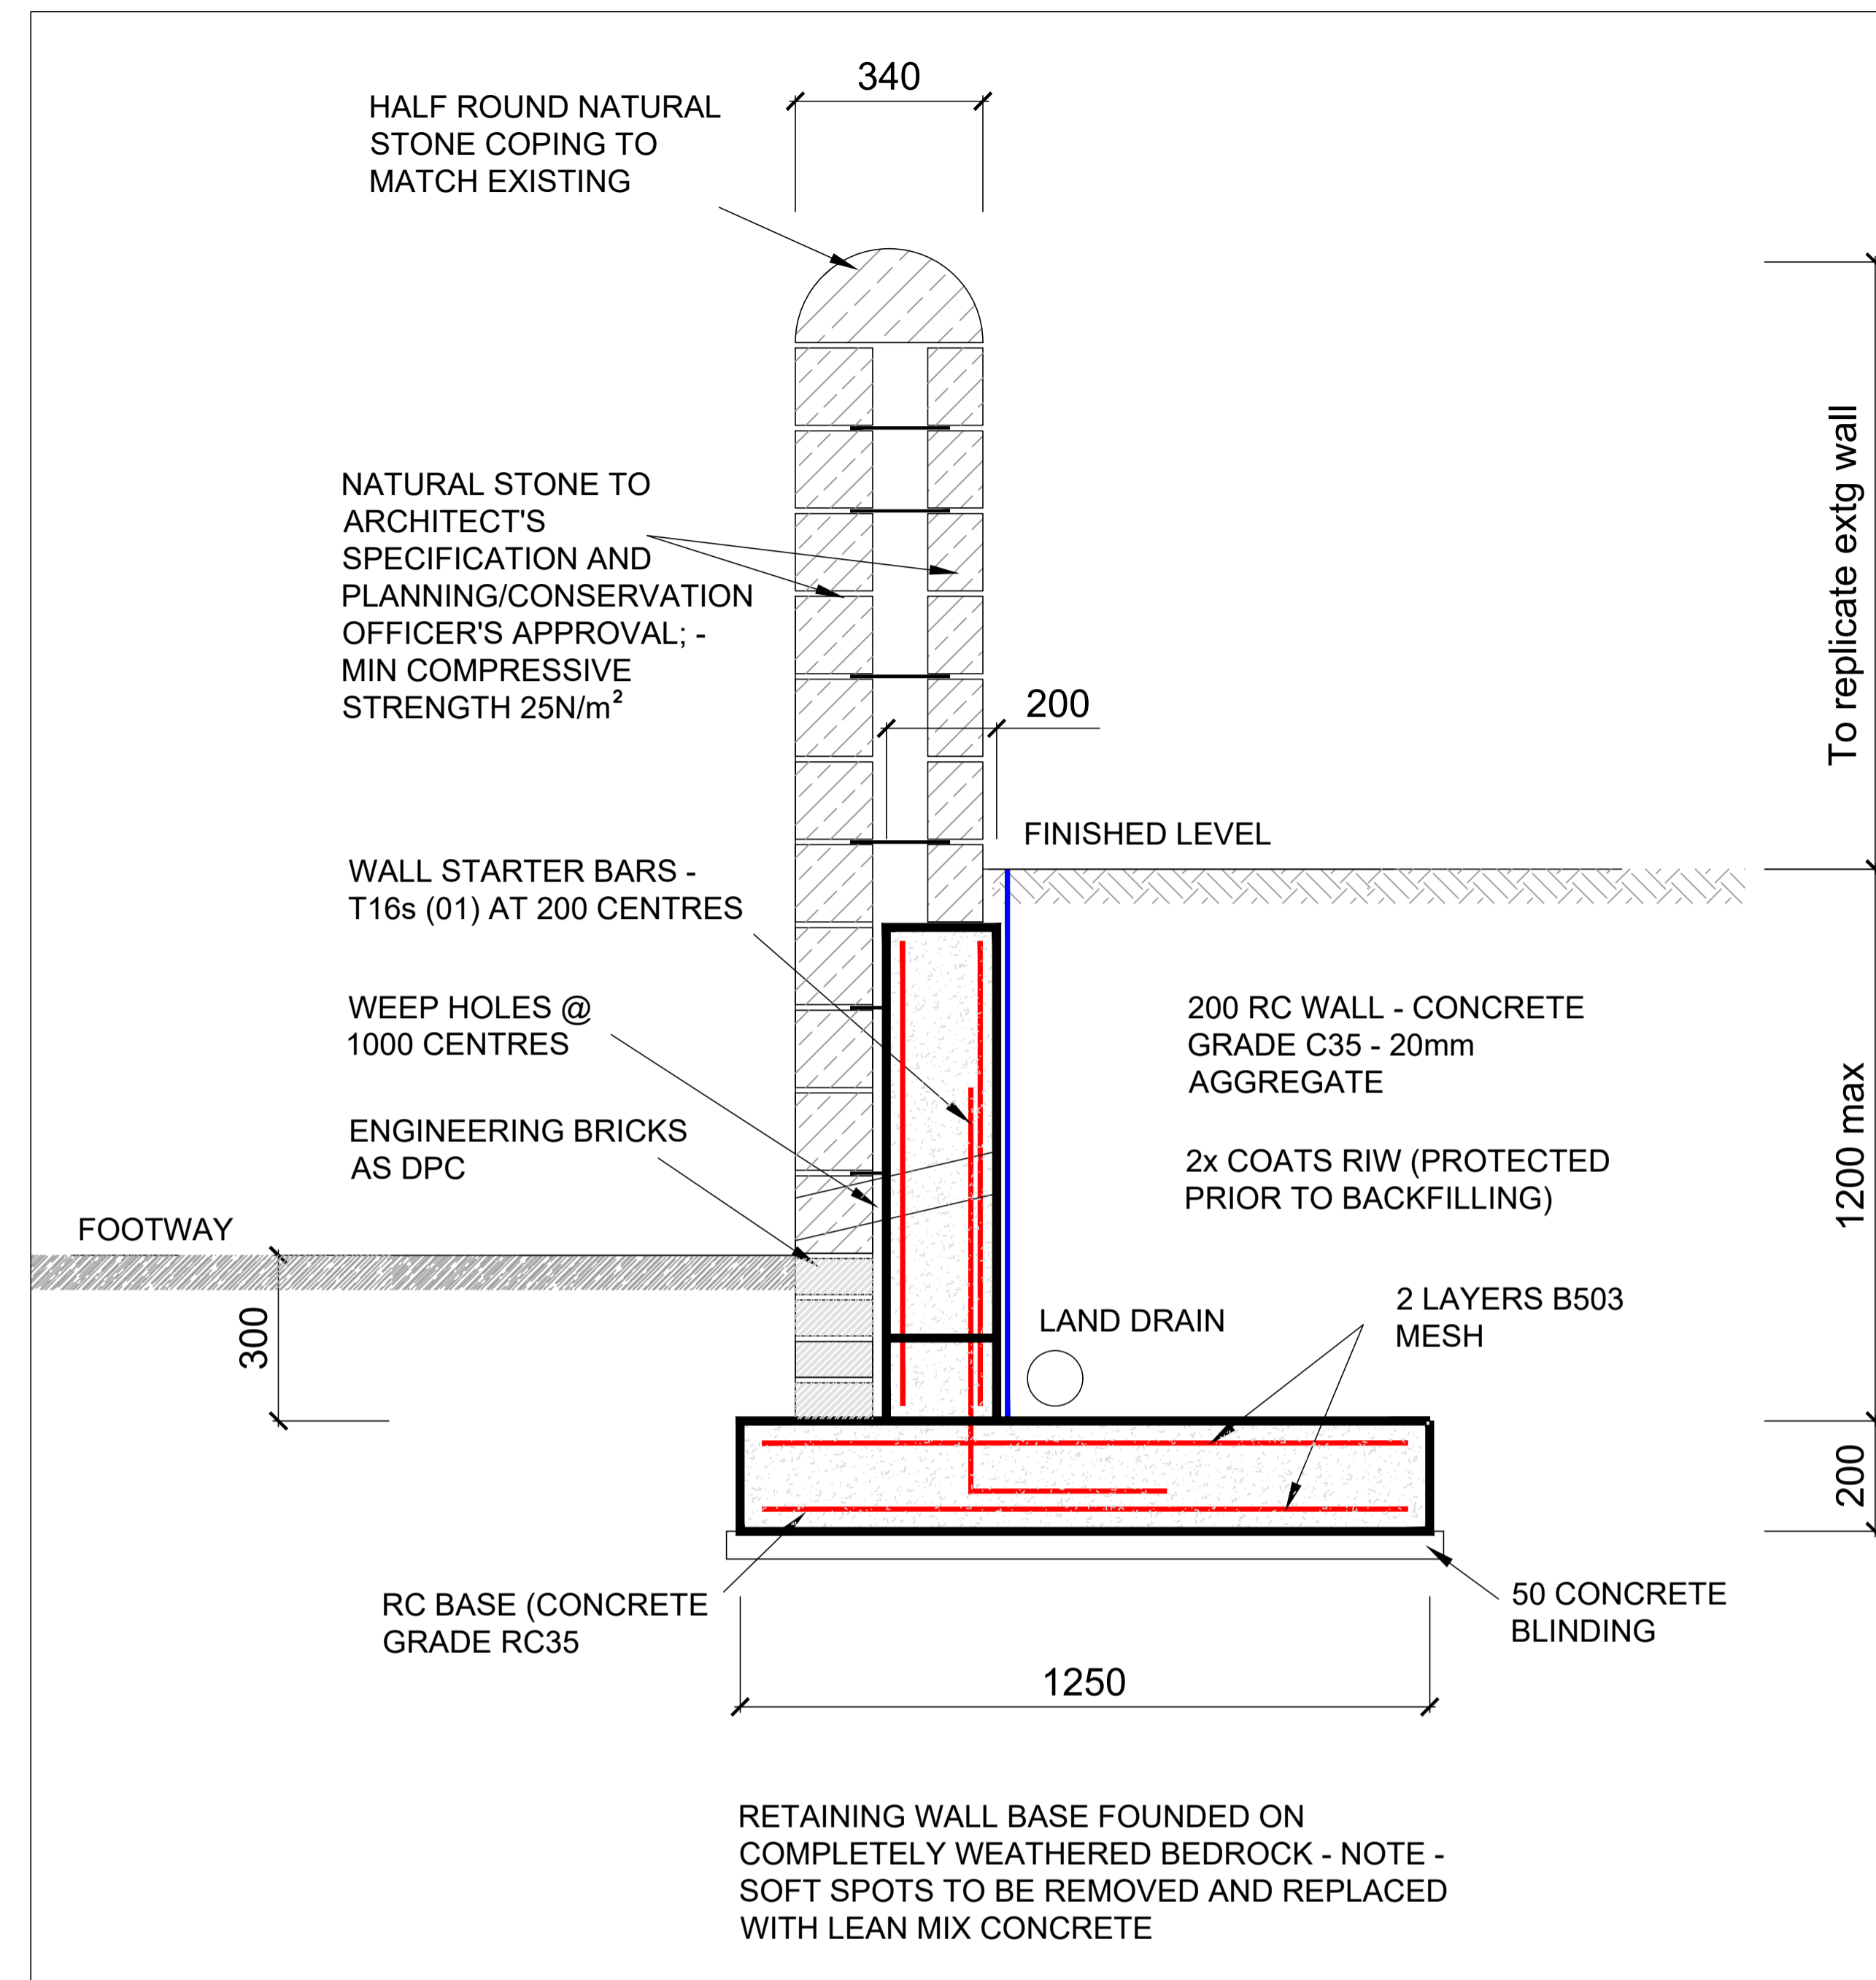 340
HALF ROUND NATURAL
STONE COPING TO
MATCH EXISTING
To replicate extg wall
NATURAL STONE TO
ARCHITECT'S
SPECIFICATION AND
PLANNING/CONSERVATION
OFFICER'S APPROVAL; -
MIN COMPRESSIVE
STRENGTH 25N/m²
200
FINISHED LEVEL
WALL STARTER BARS -
T16s (01) AT 200 CENTRES
WEEP HOLES @
1000 CENTRES
200 RC WALL - CONCRETE
GRADE C35 - 20mm
AGGREGATE
1200 max
ENGINEERING BRICKS
AS DPC
2x COATS RIW (PROTECTED
PRIOR TO BACKFILLING)
FOOTWAY
300
LAND DRAIN
2 LAYERS B503
MESH
200
RC BASE (CONCRETE
GRADE RC35
50 CONCRETE
BLINDING
1250
RETAINING WALL BASE FOUNDED ON
COMPLETELY WEATHERED BEDROCK - NOTE -
SOFT SPOTS TO BE REMOVED AND REPLACED
WITH LEAN MIX CONCRETE